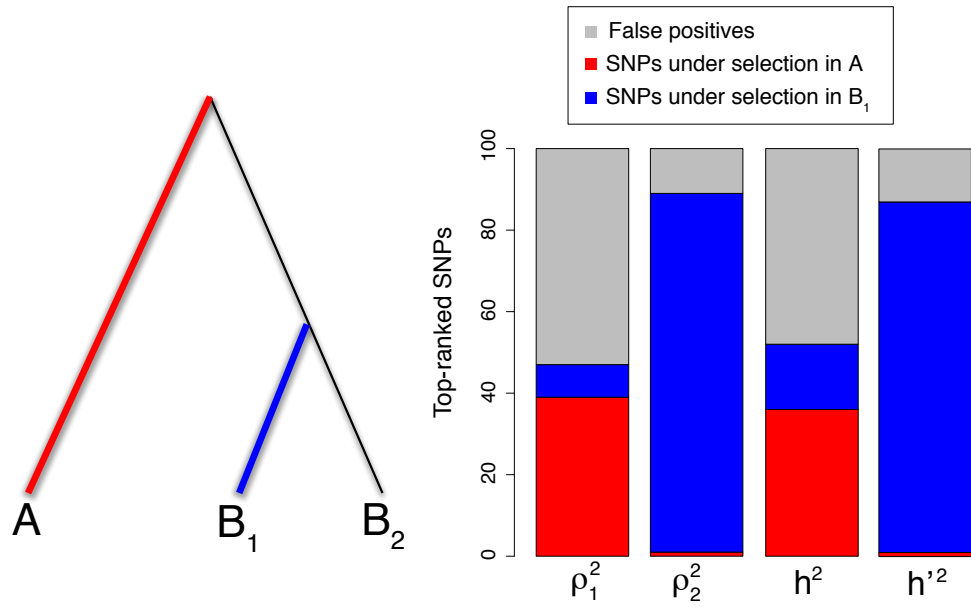 False positives
SNPs under selection in A
SNPs under selection in B₁
A
B₁
B₂
Top-ranked SNPs
100
80
60
40
20
0
ρ₁²
ρ₂²
h²
h'²